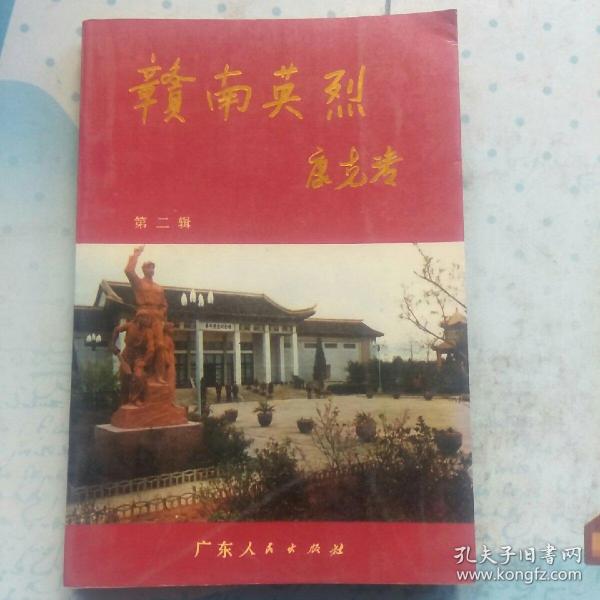 赣南英烈
康克清
第二辑
广东人民出版社
孔夫子旧书网
www.kongfz.com